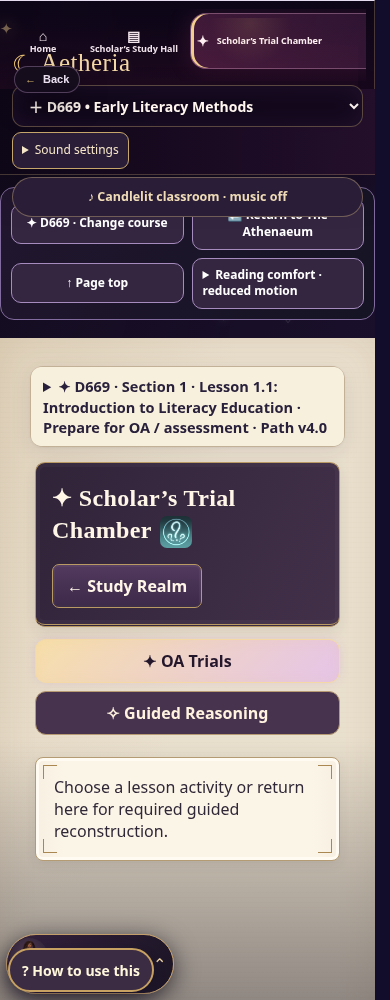 ⌂
Home
▤
Scholar's Study Hall
✦ Scholar's Trial Chamber
☾ Aetheria
← Back
＋ D669 • Early Literacy Methods
▶ Sound settings
♪ Candlelit classroom · music off
✦ D669 · Change course
Return to The Athenaeum
↑ Page top
▶ Reading comfort · reduced motion
▶ ✦ D669 · Section 1 · Lesson 1.1:
Introduction to Literacy Education ·
Prepare for OA / assessment · Path v4.0
✦ Scholar’s Trial
Chamber
← Study Realm
✦ OA Trials
✧ Guided Reasoning
Choose a lesson activity or return
here for required guided
reconstruction.
? How to use this